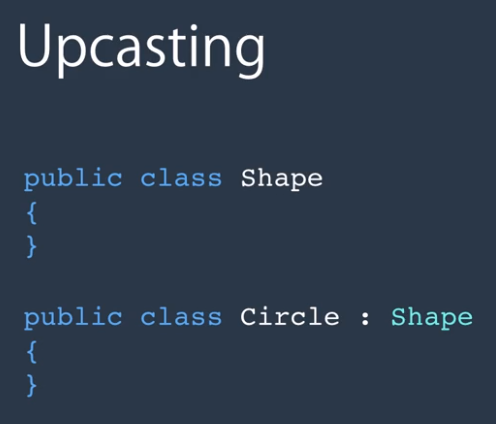 Upcasting
public class Shape
{
}
public class Circle : Shape
{
}